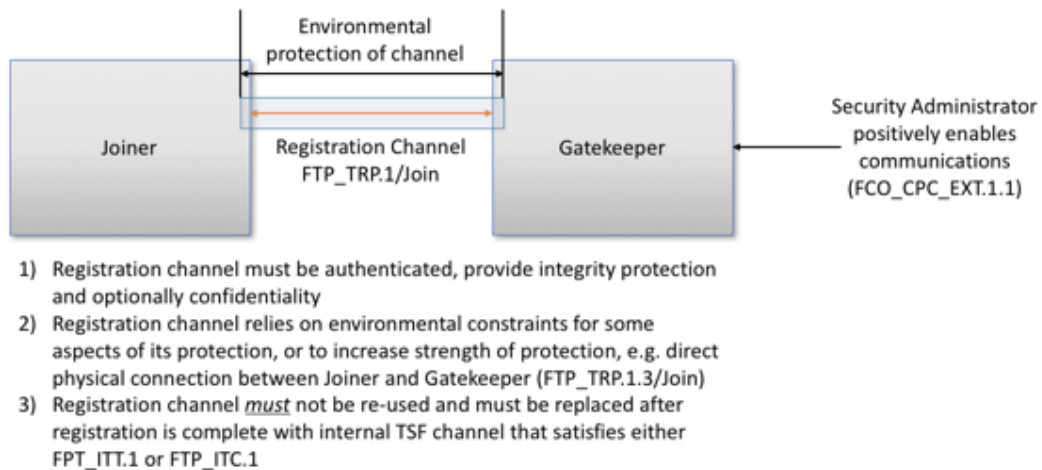 Environmental
protection of channel
Joiner
Registration Channel
FTP_TRP.1/Join
Gatekeeper
Security Administrator
positively enables
communications
(FCO_CPC_EXT.1.1)
1) Registration channel must be authenticated, provide integrity protection
and optionally confidentiality
2) Registration channel relies on environmental constraints for some
aspects of its protection, or to increase strength of protection, e.g. direct
physical connection between Joiner and Gatekeeper (FTP_TRP.1.3/Join)
3) Registration channel must not be re-used and must be replaced after
registration is complete with internal TSF channel that satisfies either
FPT_ITT.1 or FTP_ITC.1